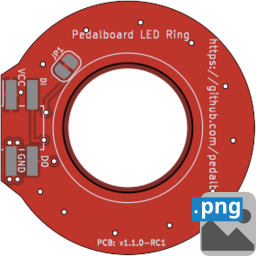 Pedalboard LED Ring
JP1
https://github.com/pedalb
VCC
DI
GND
DO
.png
PCB: v1.1.0-RC1